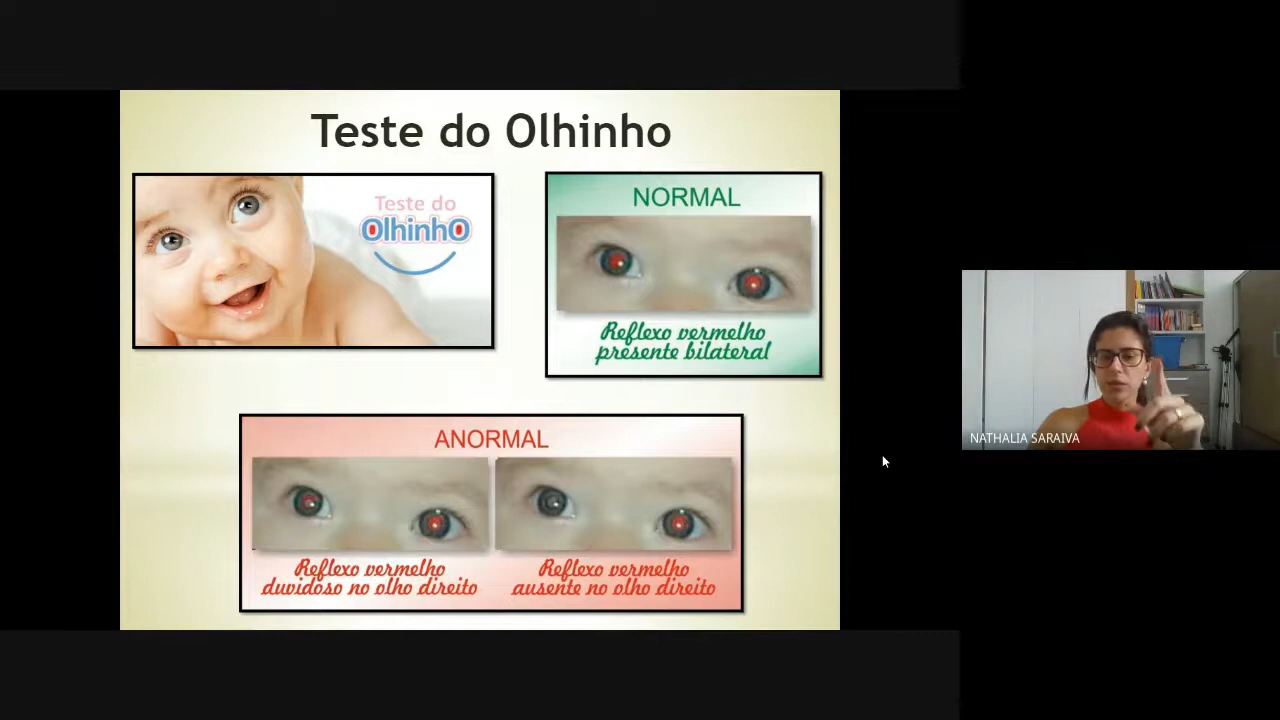 Teste do Olhinho
Teste do
OlhinhO
NORMAL
Reflexo vermelho
presente bilateral
ANORMAL
Reflexo vermelho
duvidoso no olho direito
Reflexo vermelho
ausente no olho direito
NATHALIA SARAIVA